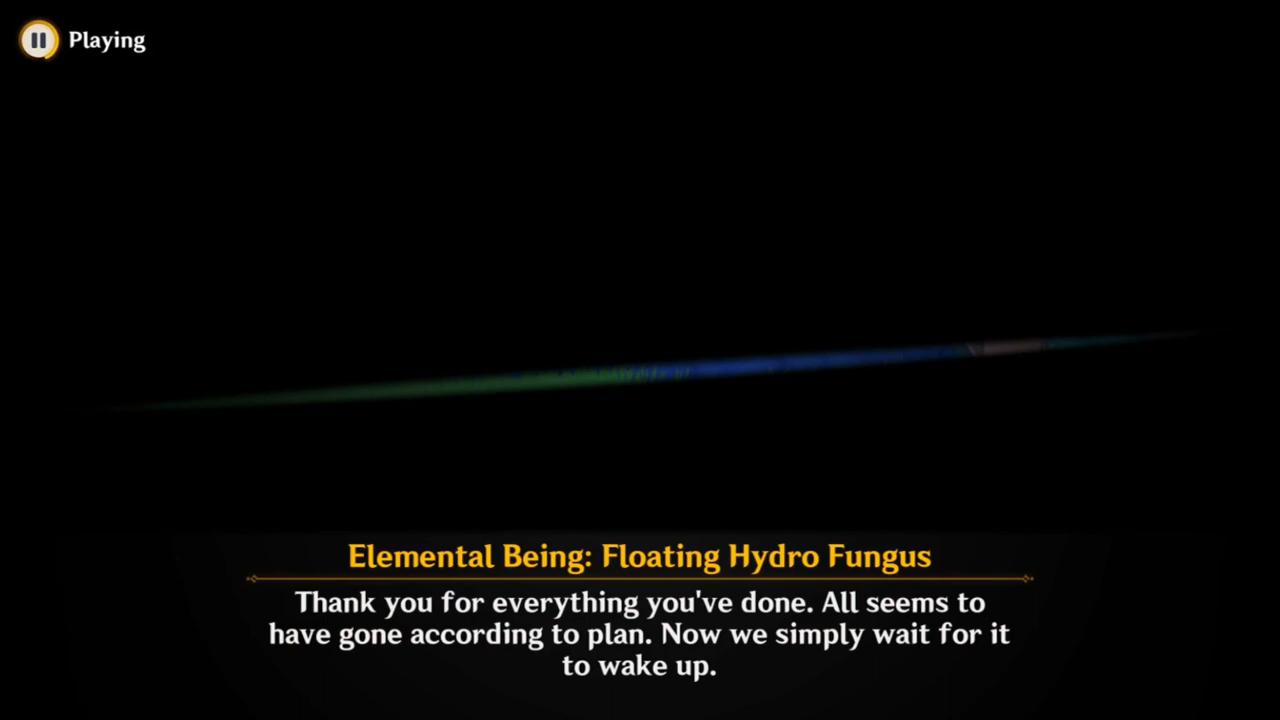 Playing
Elemental Being: Floating Hydro Fungus
Thank you for everything you've done. All seems to
have gone according to plan. Now we simply wait for it
to wake up.